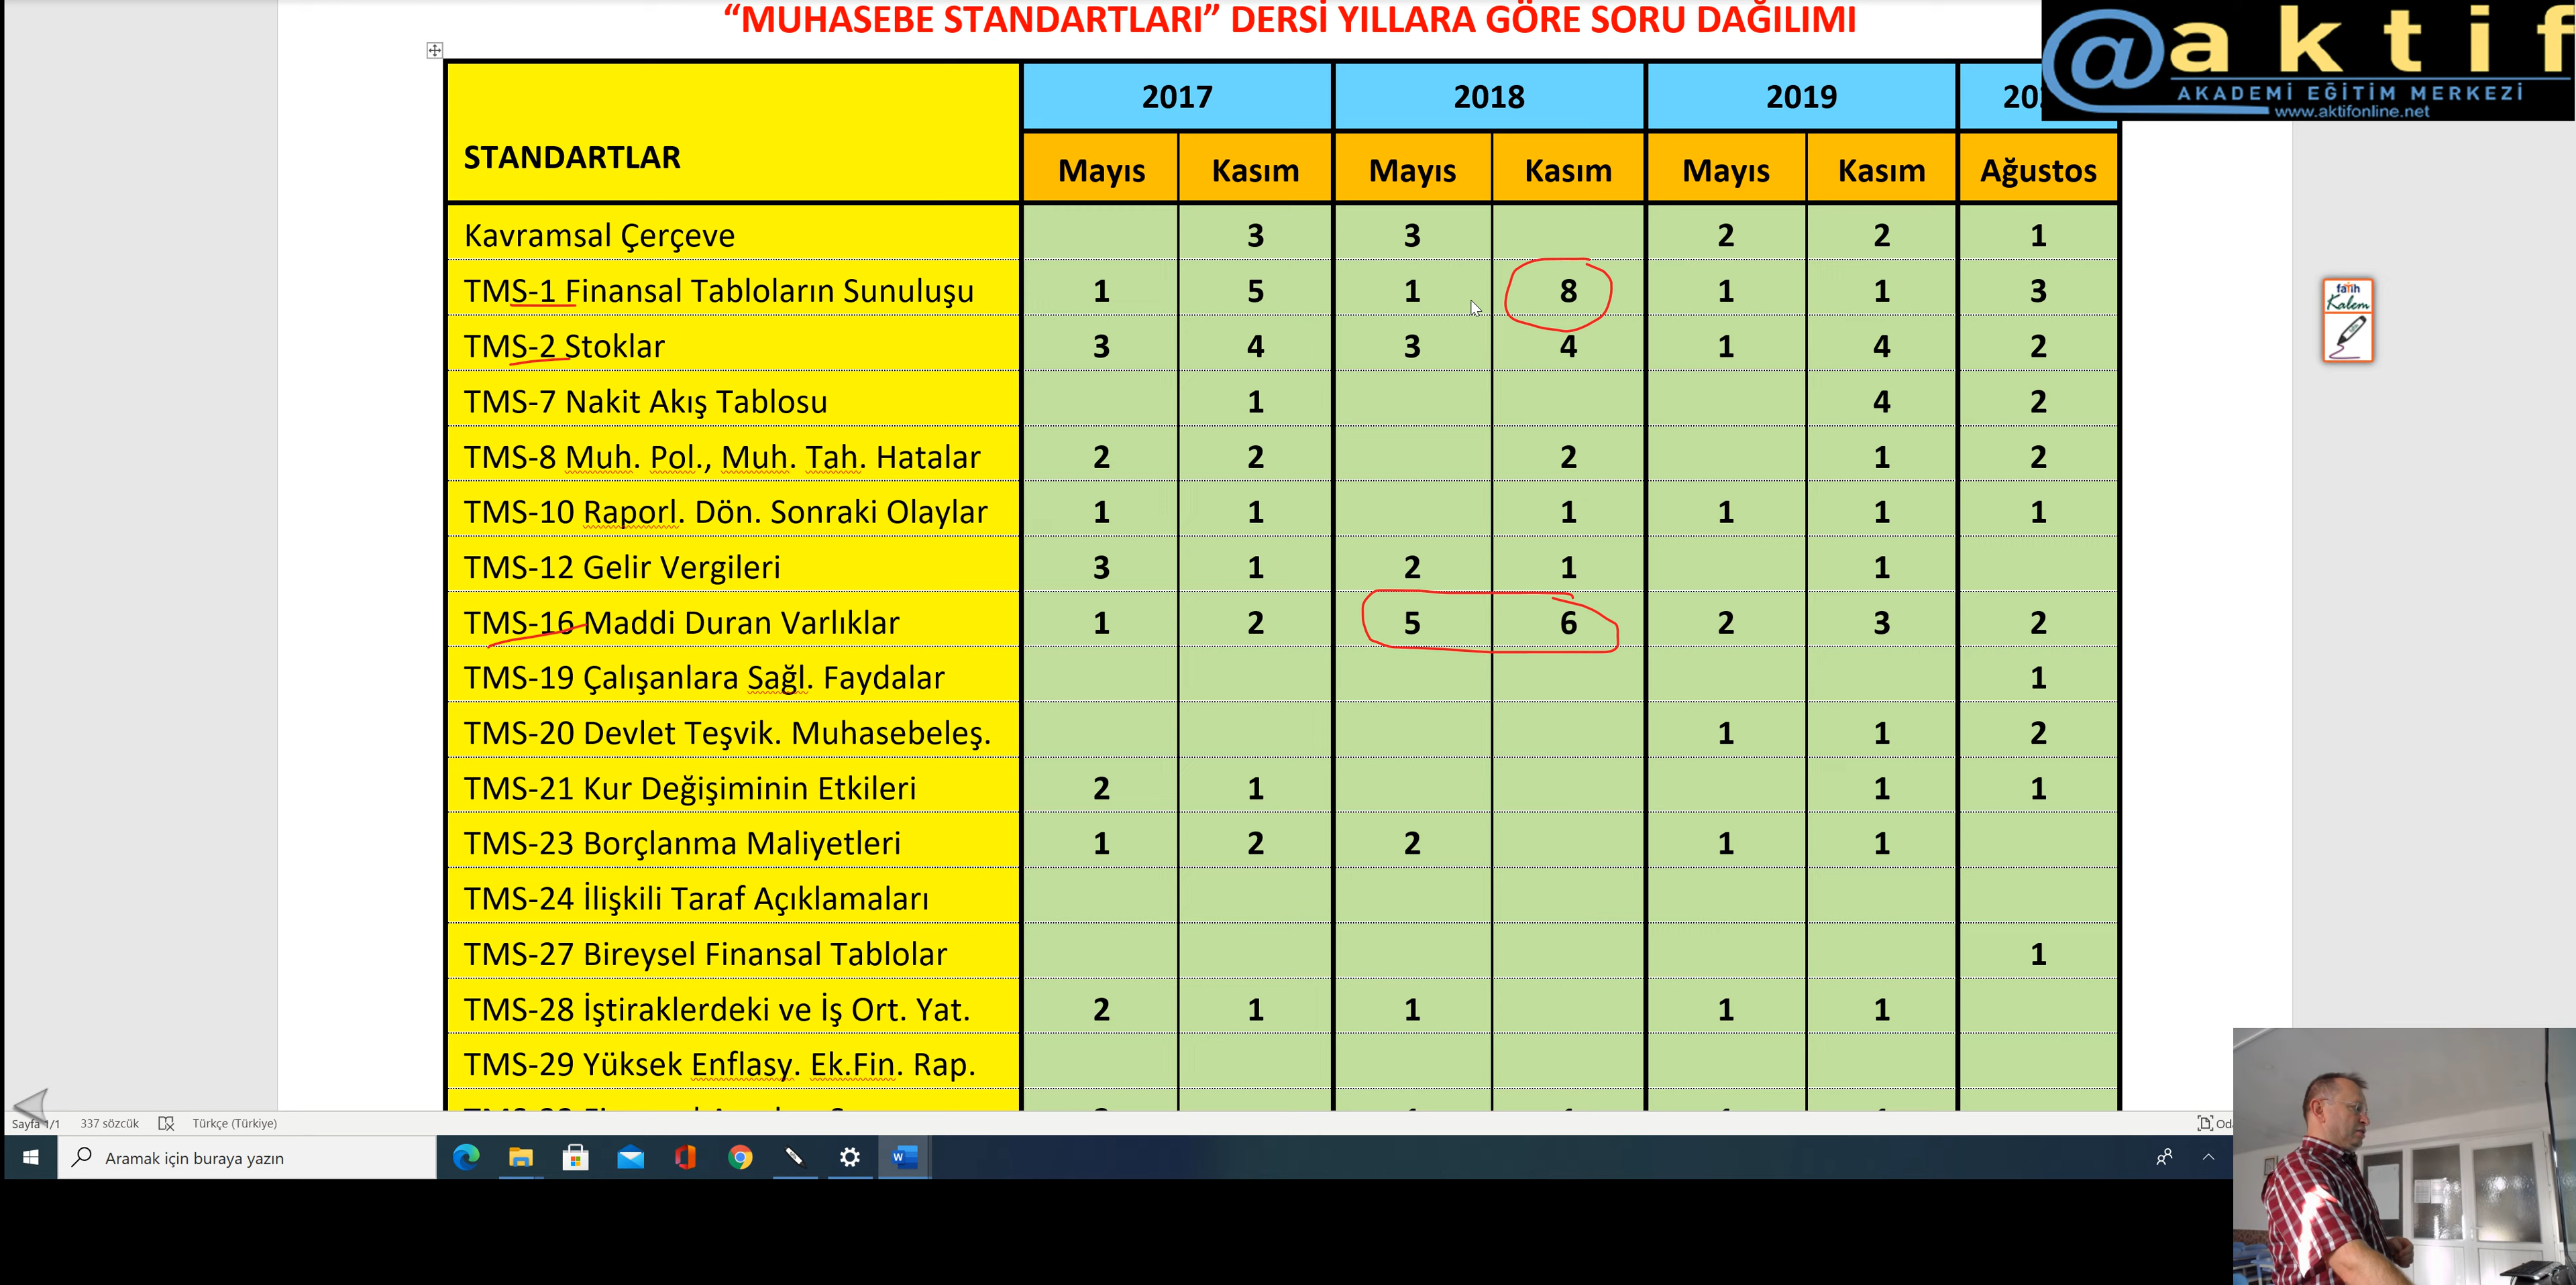 “MUHASEBE STANDARTLARI” DERSİ YILLARA GÖRE SORU DAĞILIMI
@aktif
AKADEMİ EĞİTİM MERKEZİ
www.aktifonline.net
STANDARTLAR 2017 2018 2019
Mayıs Kasım Mayıs Kasım Mayıs Kasım Ağustos
Kavramsal Çerçeve 3 3 2 2 1
TMS-1 Finansal Tabloların Sunuluşu 1 5 1 8 1 1 3
TMS-2 Stoklar 3 4 3 4 1 4 2
TMS-7 Nakit Akış Tablosu 1 4 2
TMS-8 Muh. Pol., Muh. Tah. Hatalar 2 2 2 1 2
TMS-10 Raporl. Dön. Sonraki Olaylar 1 1 1 1 1 1
TMS-12 Gelir Vergileri 3 1 2 1 1
TMS-16 Maddi Duran Varlıklar 1 2 5 6 2 3 2
TMS-19 Çalışanlara Sağl. Faydalar 1
TMS-20 Devlet Teşvik. Muhasebeleş. 1 1 2
TMS-21 Kur Değişiminin Etkileri 2 1 1 1
TMS-23 Borçlanma Maliyetleri 1 2 2 1 1
TMS-24 İlişkili Taraf Açıklamaları
TMS-27 Bireysel Finansal Tablolar 1
TMS-28 İştiraklerdeki ve İş Ort. Yat. 2 1 1 1 1
TMS-29 Yüksek Enflasy. Ek.Fin. Rap.
fatih
Kalem
Sayfa 1/1 337 sözcük Türkçe (Türkiye)
Aramak için buraya yazın